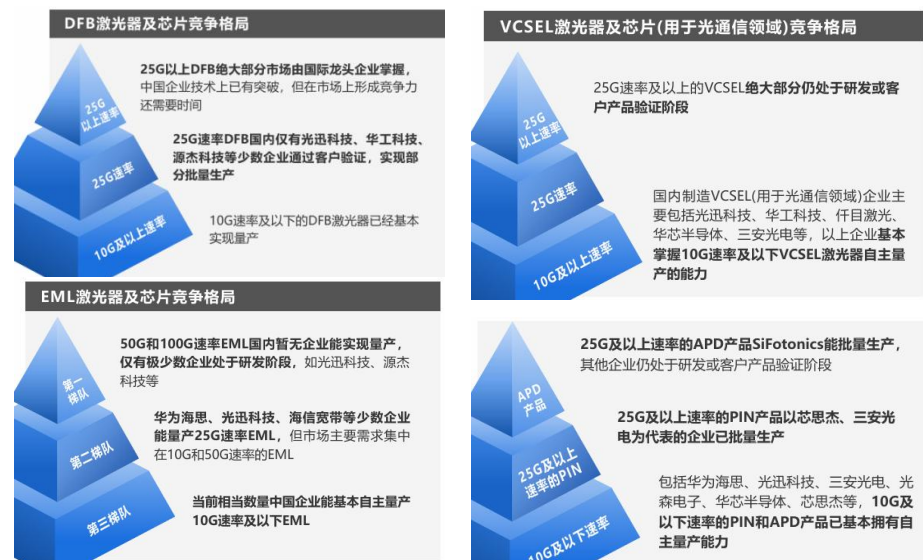 DFB激光器及芯片竞争格局
25G
以上速率
25G以上DFB绝大部分市场由国际龙头企业掌握，
中国企业技术上已有突破，但在市场上形成竞争力
还需要时间
25G速率
25G速率DFB国内仅有光迅科技、华工科技、
源杰科技等少数企业通过客户验证，实现部
分批量生产
10G及以上速率
10G速率及以下的DFB激光器已经基本
实现量产
VCSEL激光器及芯片(用于光通信领域)竞争格局
25G
以上速率
25G速率及以上的VCSEL绝大部分仍处于研发或客
户产品验证阶段
25G速率
10G及以上速率
国内制造VCSEL(用于光通信领域)企业主
要包括光迅科技、华工科技、仟目激光、
华芯半导体、三安光电等，以上企业基本
掌握10G速率及以下VCSEL激光器自主量
产的能力
EML激光器及芯片竞争格局
第一
梯队
50G和100G速率EML国内暂无企业能实现量产，
仅有极少数企业处于研发阶段，如光迅科技、源杰
科技等
第二梯队
华为海思、光迅科技、海信宽带等少数企业
能量产25G速率EML，但市场主要需求集中
在10G和50G速率的EML
第三梯队
当前相当数量中国企业能基本自主量产
10G速率及以下EML
APD
产品
25G及以上速率的APD产品SiFotonics能批量生产，
其他企业仍处于研发或客户产品验证阶段
25G及以上
速率的PIN
25G及以上速率的PIN产品以芯思杰、三安光
电为代表的企业已批量生产
10G及以下速率
包括华为海思、光迅科技、三安光电、光
森电子、华芯半导体、芯思杰等，10G及
以下速率的PIN和APD产品已基本拥有自
主量产能力